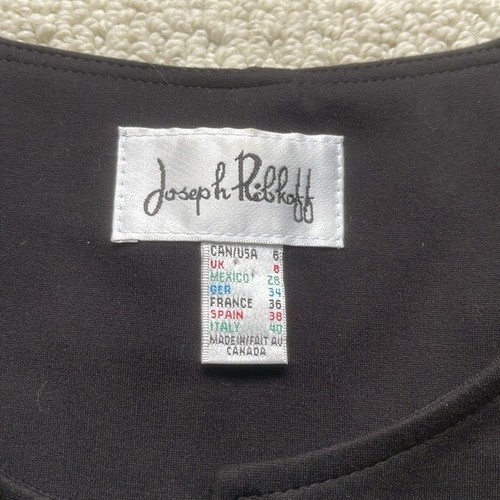 Joseph Ribkoff
CAN/USA 6
UK 8
MEXICO 28
GER 34
FRANCE 36
SPAIN 38
ITALY 40
MADE IN/FAIT AU
CANADA